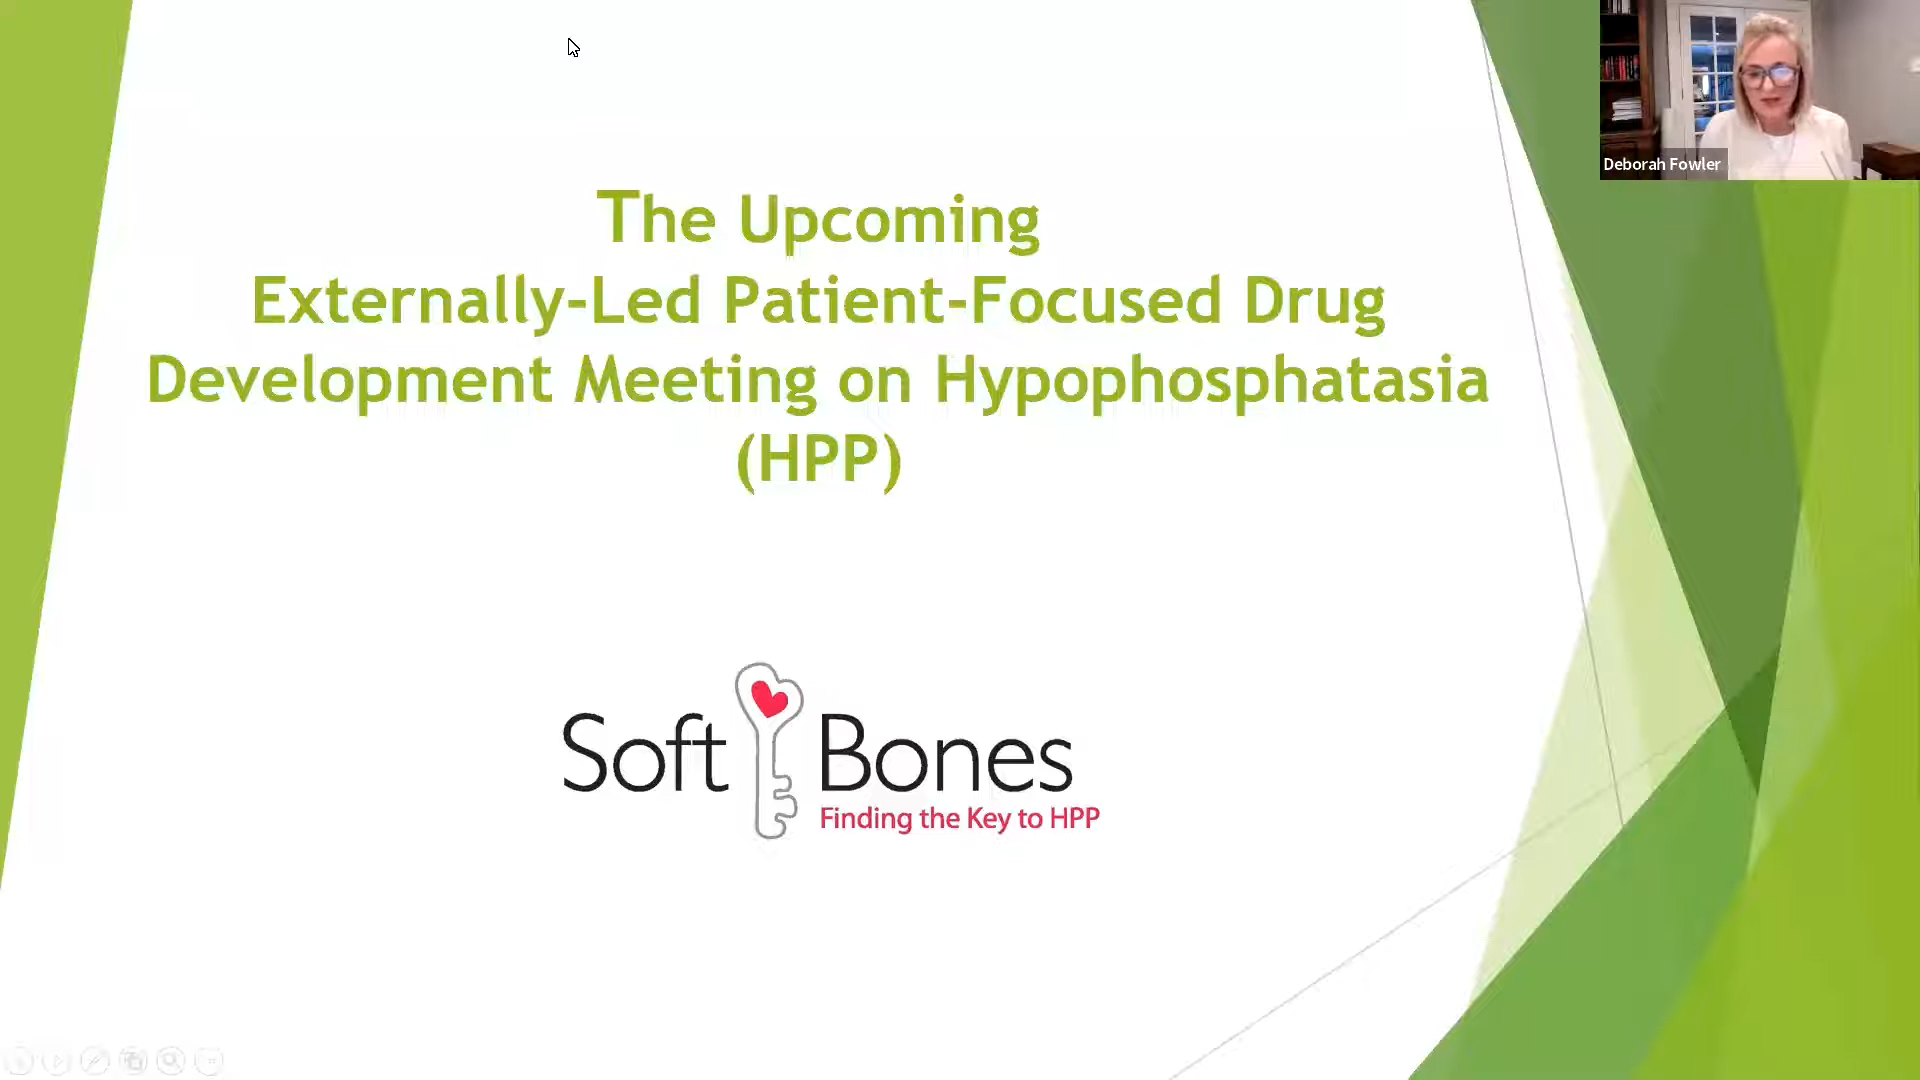 The Upcoming
Externally-Led Patient-Focused Drug
Development Meeting on Hypophosphatasia
(HPP)
Soft Bones
Finding the Key to HPP
Deborah Fowler